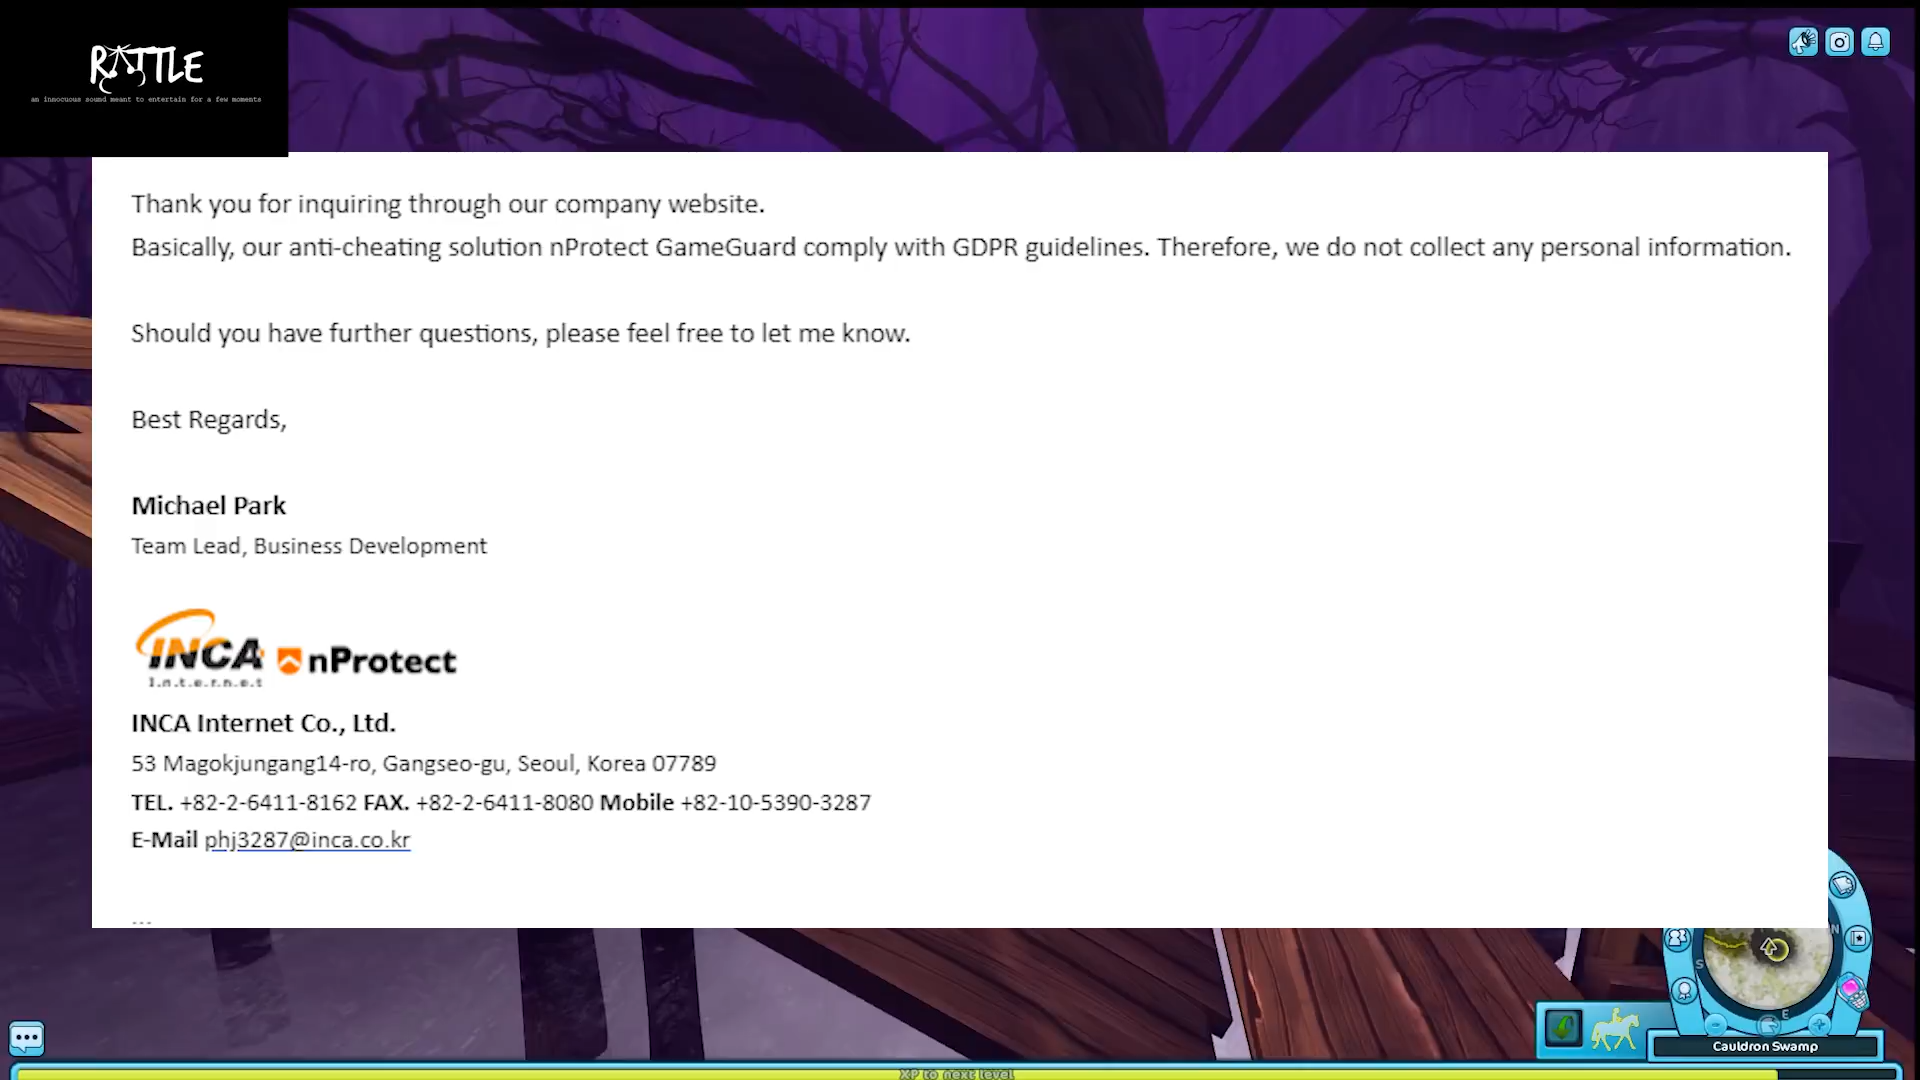 RATTLE
an innocuous sound meant to entertain for a few moments
Thank you for inquiring through our company website.
Basically, our anti-cheating solution nProtect GameGuard comply with GDPR guidelines. Therefore, we do not collect any personal information.
Should you have further questions, please feel free to let me know.
Best Regards,
Michael Park
Team Lead, Business Development
INCA nProtect
I.n.t.e.r.n.e.t
INCA Internet Co., Ltd.
53 Magokjungang14-ro, Gangseo-gu, Seoul, Korea 07789
TEL. +82-2-6411-8162 FAX. +82-2-6411-8080 Mobile +82-10-5390-3287
E-Mail phj3287@inca.co.kr
...
N
S
E
Cauldron Swamp
XP to next level